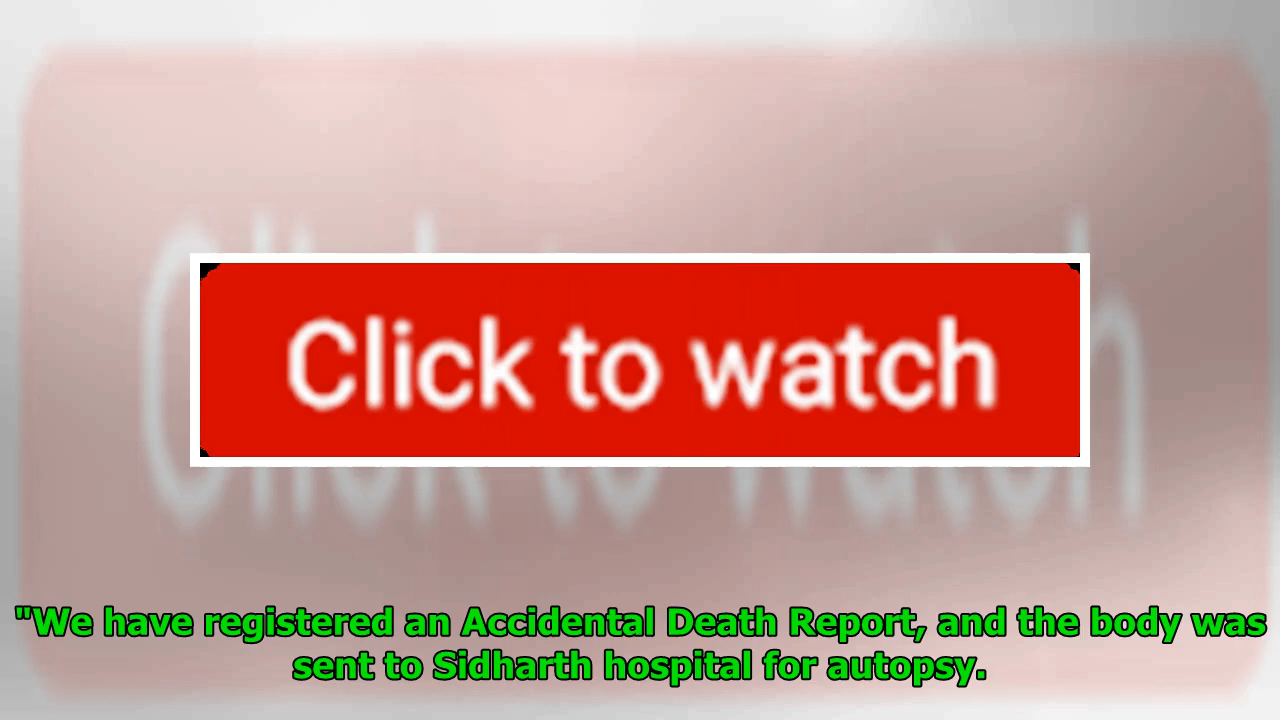 Click to watch
"We have registered an Accidental Death Report, and the body was
sent to Sidharth hospital for autopsy.